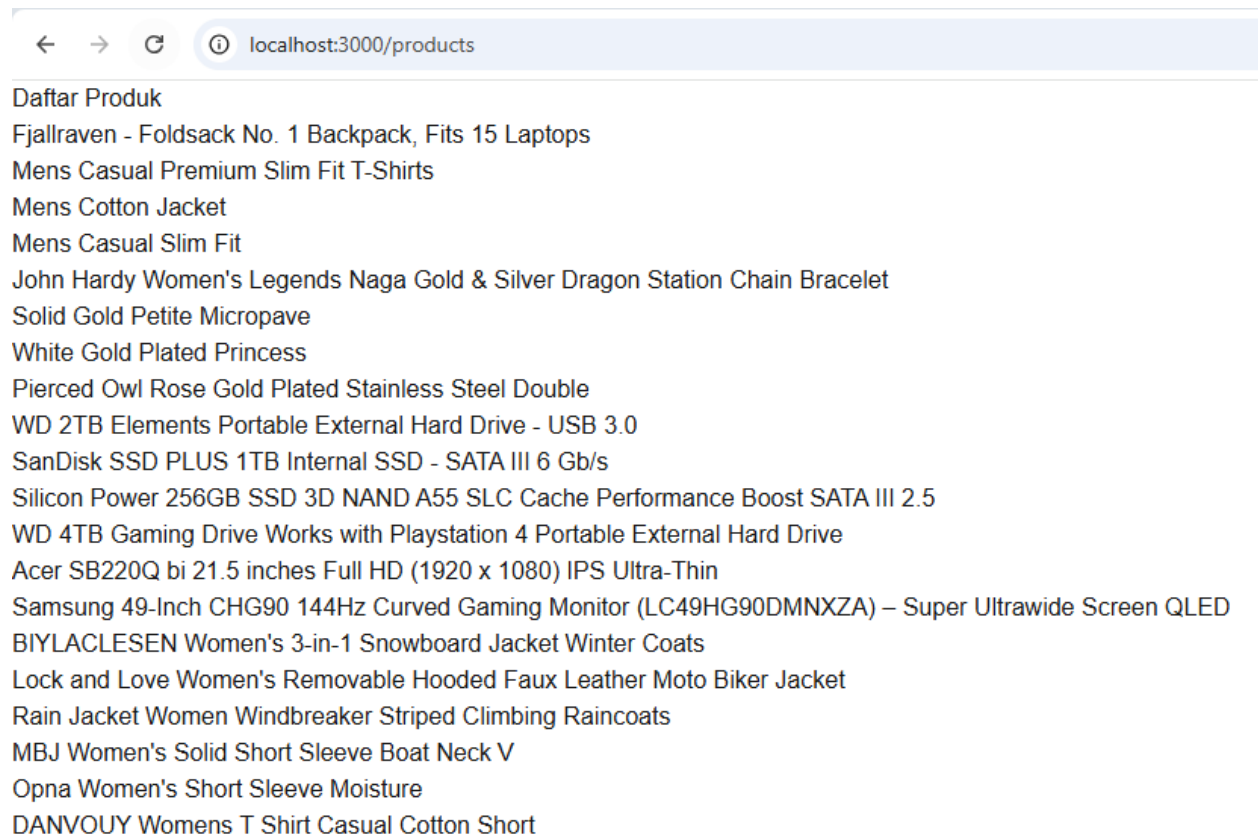 localhost:3000/products
Daftar Produk
Fjallraven - Foldsack No. 1 Backpack, Fits 15 Laptops
Mens Casual Premium Slim Fit T-Shirts
Mens Cotton Jacket
Mens Casual Slim Fit
John Hardy Women's Legends Naga Gold & Silver Dragon Station Chain Bracelet
Solid Gold Petite Micropave
White Gold Plated Princess
Pierced Owl Rose Gold Plated Stainless Steel Double
WD 2TB Elements Portable External Hard Drive - USB 3.0
SanDisk SSD PLUS 1TB Internal SSD - SATA III 6 Gb/s
Silicon Power 256GB SSD 3D NAND A55 SLC Cache Performance Boost SATA III 2.5
WD 4TB Gaming Drive Works with Playstation 4 Portable External Hard Drive
Acer SB220Q bi 21.5 inches Full HD (1920 x 1080) IPS Ultra-Thin
Samsung 49-Inch CHG90 144Hz Curved Gaming Monitor (LC49HG90DMNXZA) – Super Ultrawide Screen QLED
BIYLACLESEN Women's 3-in-1 Snowboard Jacket Winter Coats
Lock and Love Women's Removable Hooded Faux Leather Moto Biker Jacket
Rain Jacket Women Windbreaker Striped Climbing Raincoats
MBJ Women's Solid Short Sleeve Boat Neck V
Opna Women's Short Sleeve Moisture
DANVOUY Womens T Shirt Casual Cotton Short